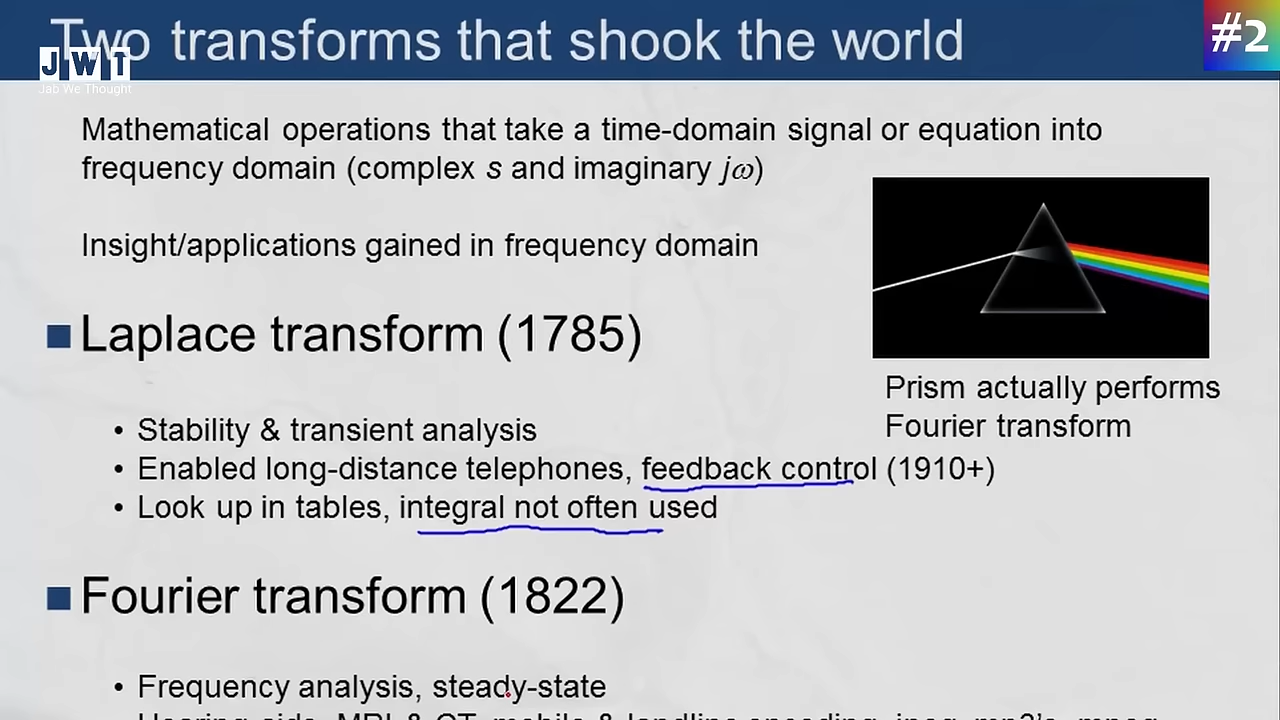 Two transforms that shook the world
#2
JWT
Jab We Thought
Mathematical operations that take a time-domain signal or equation into
frequency domain (complex s and imaginary jω)
Insight/applications gained in frequency domain
■ Laplace transform (1785)
Prism actually performs
Fourier transform
• Stability & transient analysis
• Enabled long-distance telephones, feedback control (1910+)
• Look up in tables, integral not often used
■ Fourier transform (1822)
• Frequency analysis, steady-state